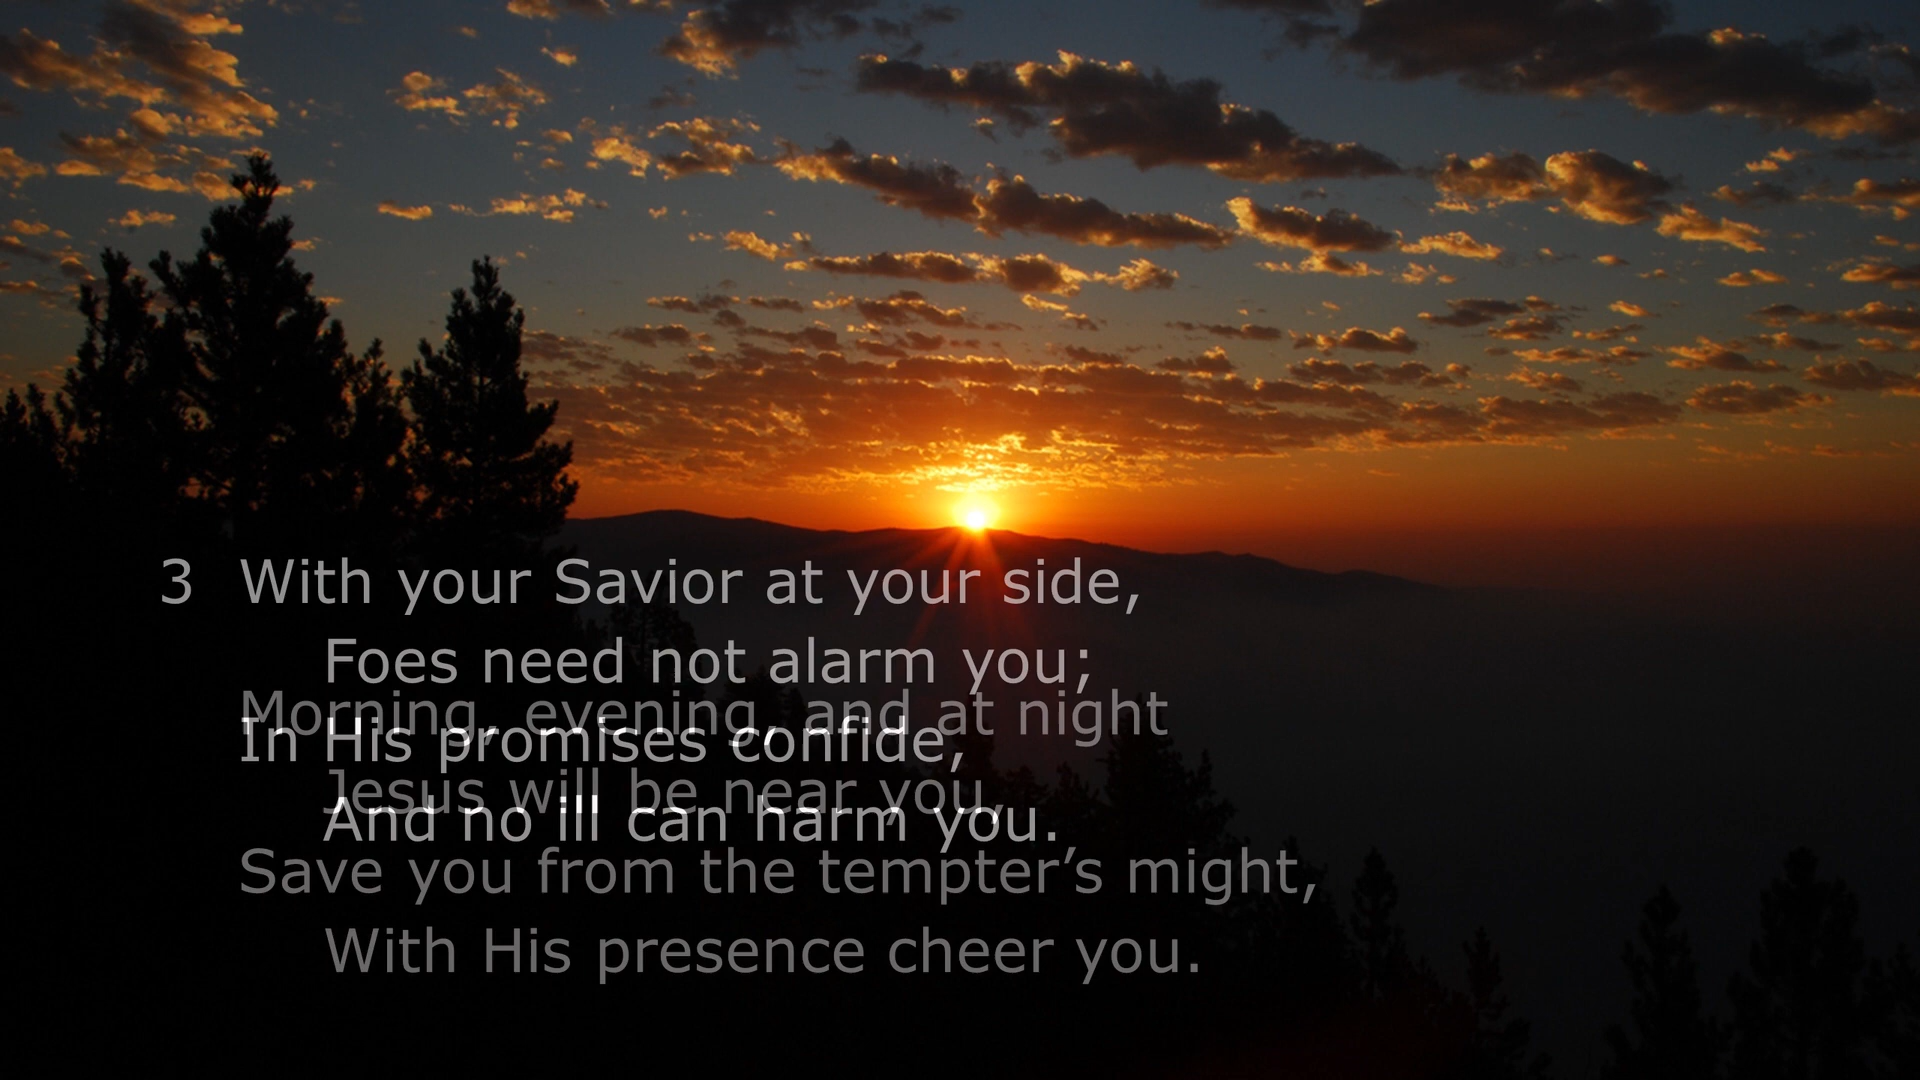 3 With your Savior at your side,
Foes need not alarm you;
In His promises confide,
And no ill can harm you.
Morning, evening, and at night
Jesus will be near you,
Save you from the tempter’s might,
With His presence cheer you.